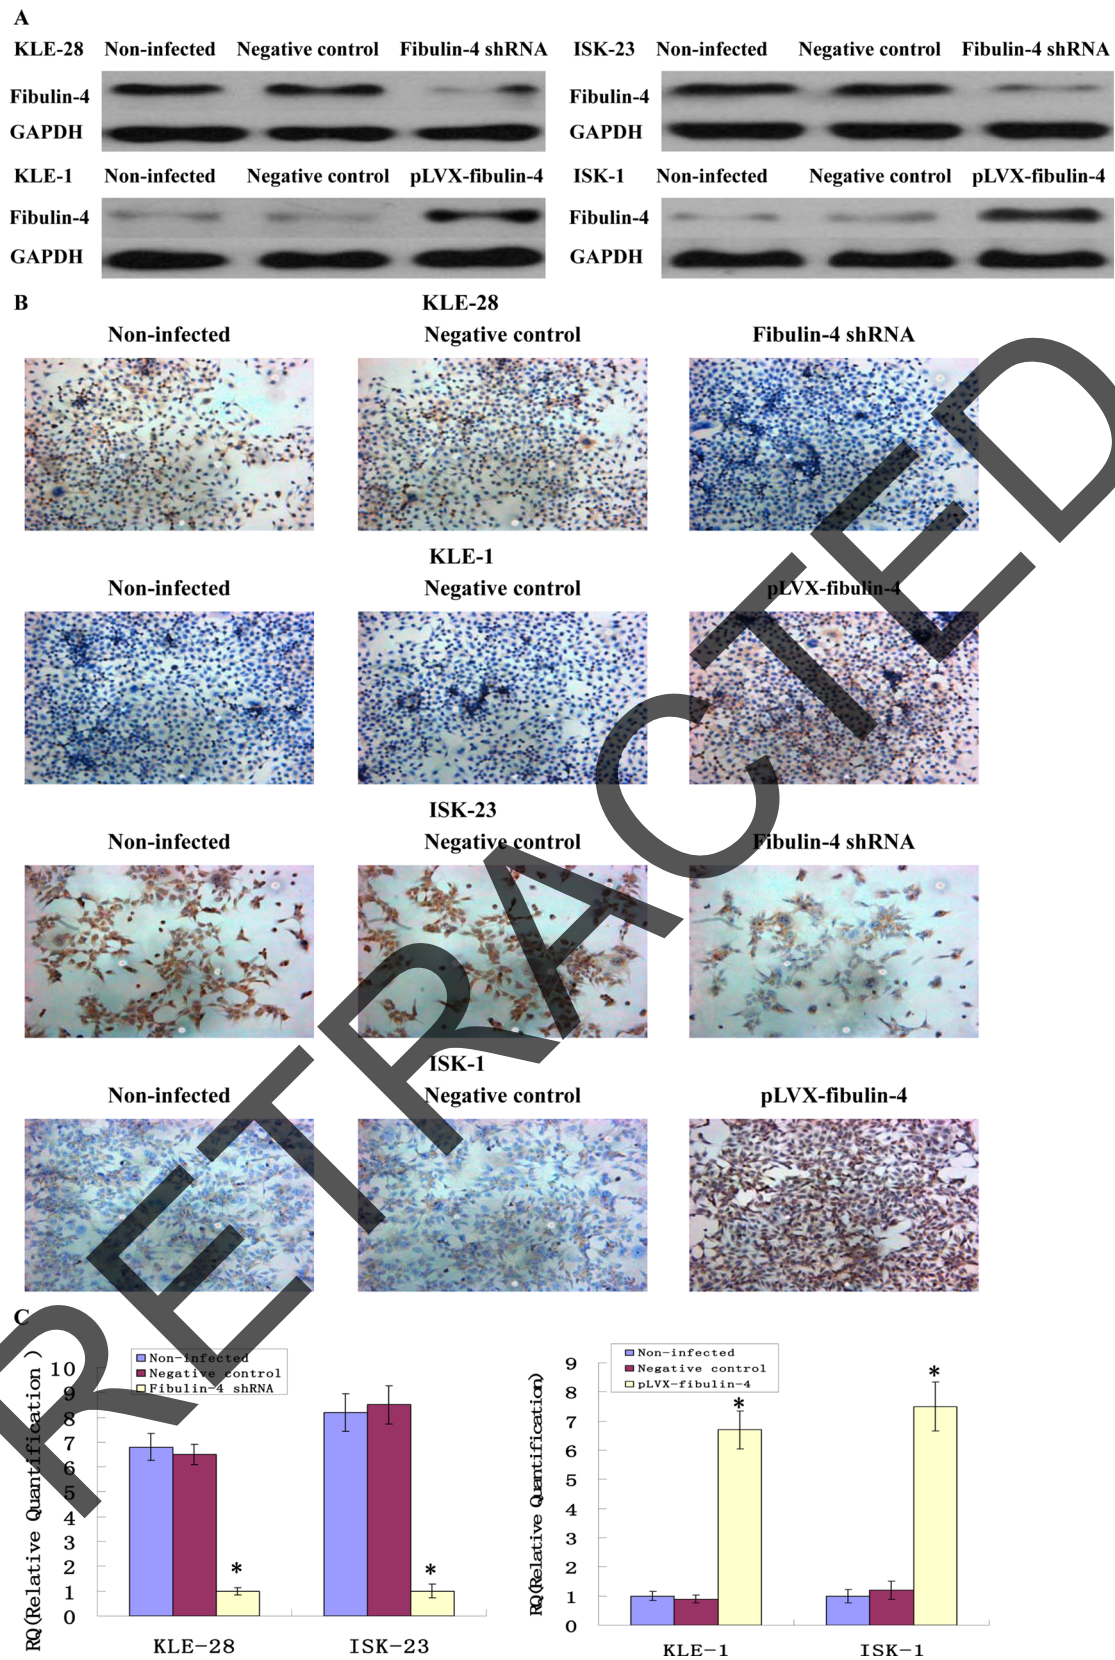 A
KLE-28 Non-infected Negative control Fibulin-4 shRNA ISK-23 Non-infected Negative control Fibulin-4 shRNA
Fibulin-4 Fibulin-4
GAPDH GAPDH
KLE-1 Non-infected Negative control pLVX-fibulin-4 ISK-1 Non-infected Negative control pLVX-fibulin-4
Fibulin-4 Fibulin-4
GAPDH GAPDH
B KLE-28
Non-infected Negative control Fibulin-4 shRNA
KLE-1
Non-infected Negative control pLVX-fibulin-4
ISK-23
Non-infected Negative control Fibulin-4 shRNA
ISK-1
Non-infected Negative control pLVX-fibulin-4
C
RQ(Relative Quantification)
10
9
8
7
6
5
4
3
2
1
0
Non-infected
Negative control
Fibulin-4 shRNA
*
*
KLE-28 ISK-23
RQ(Relative Quantification)
9
8
7
6
5
4
3
2
1
0
Non-infected
Negative control
pLVX-fibulin-4
*
*
KLE-1 ISK-1
RETRACTED